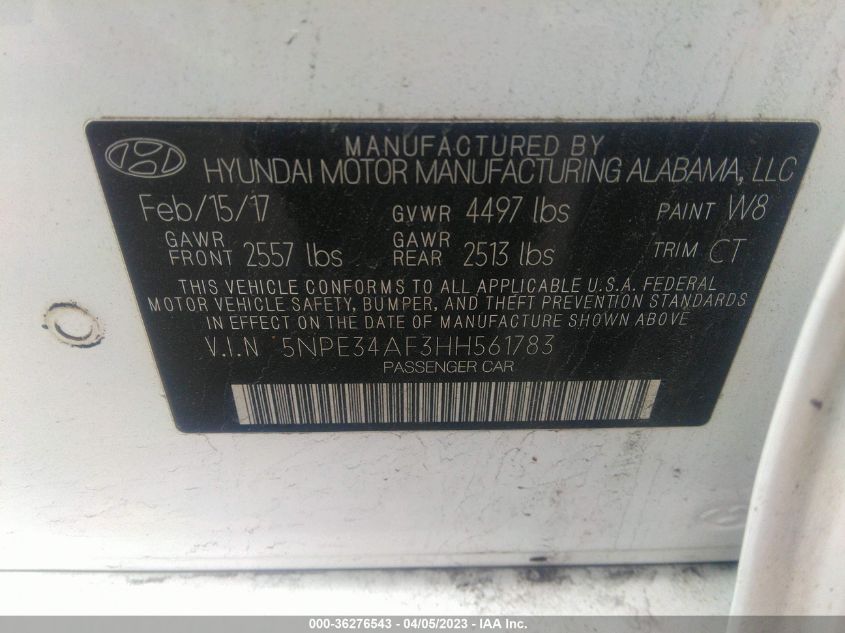 MANUFACTURED BY
HYUNDAI MOTOR MANUFACTURING ALABAMA, LLC
Feb/15/17 GVWR 4497 lbs PAINT W8
GAWR FRONT 2557 lbs GAWR REAR 2513 lbs TRIM CT
THIS VEHICLE CONFORMS TO ALL APPLICABLE U.S.A. FEDERAL
MOTOR VEHICLE SAFETY, BUMPER, AND THEFT PREVENTION STANDARDS
IN EFFECT ON THE DATE OF MANUFACTURE SHOWN ABOVE
V.I.N 5NPE34AF3HH561783
PASSENGER CAR
000-36276543 - 04/05/2023 - IAA Inc.